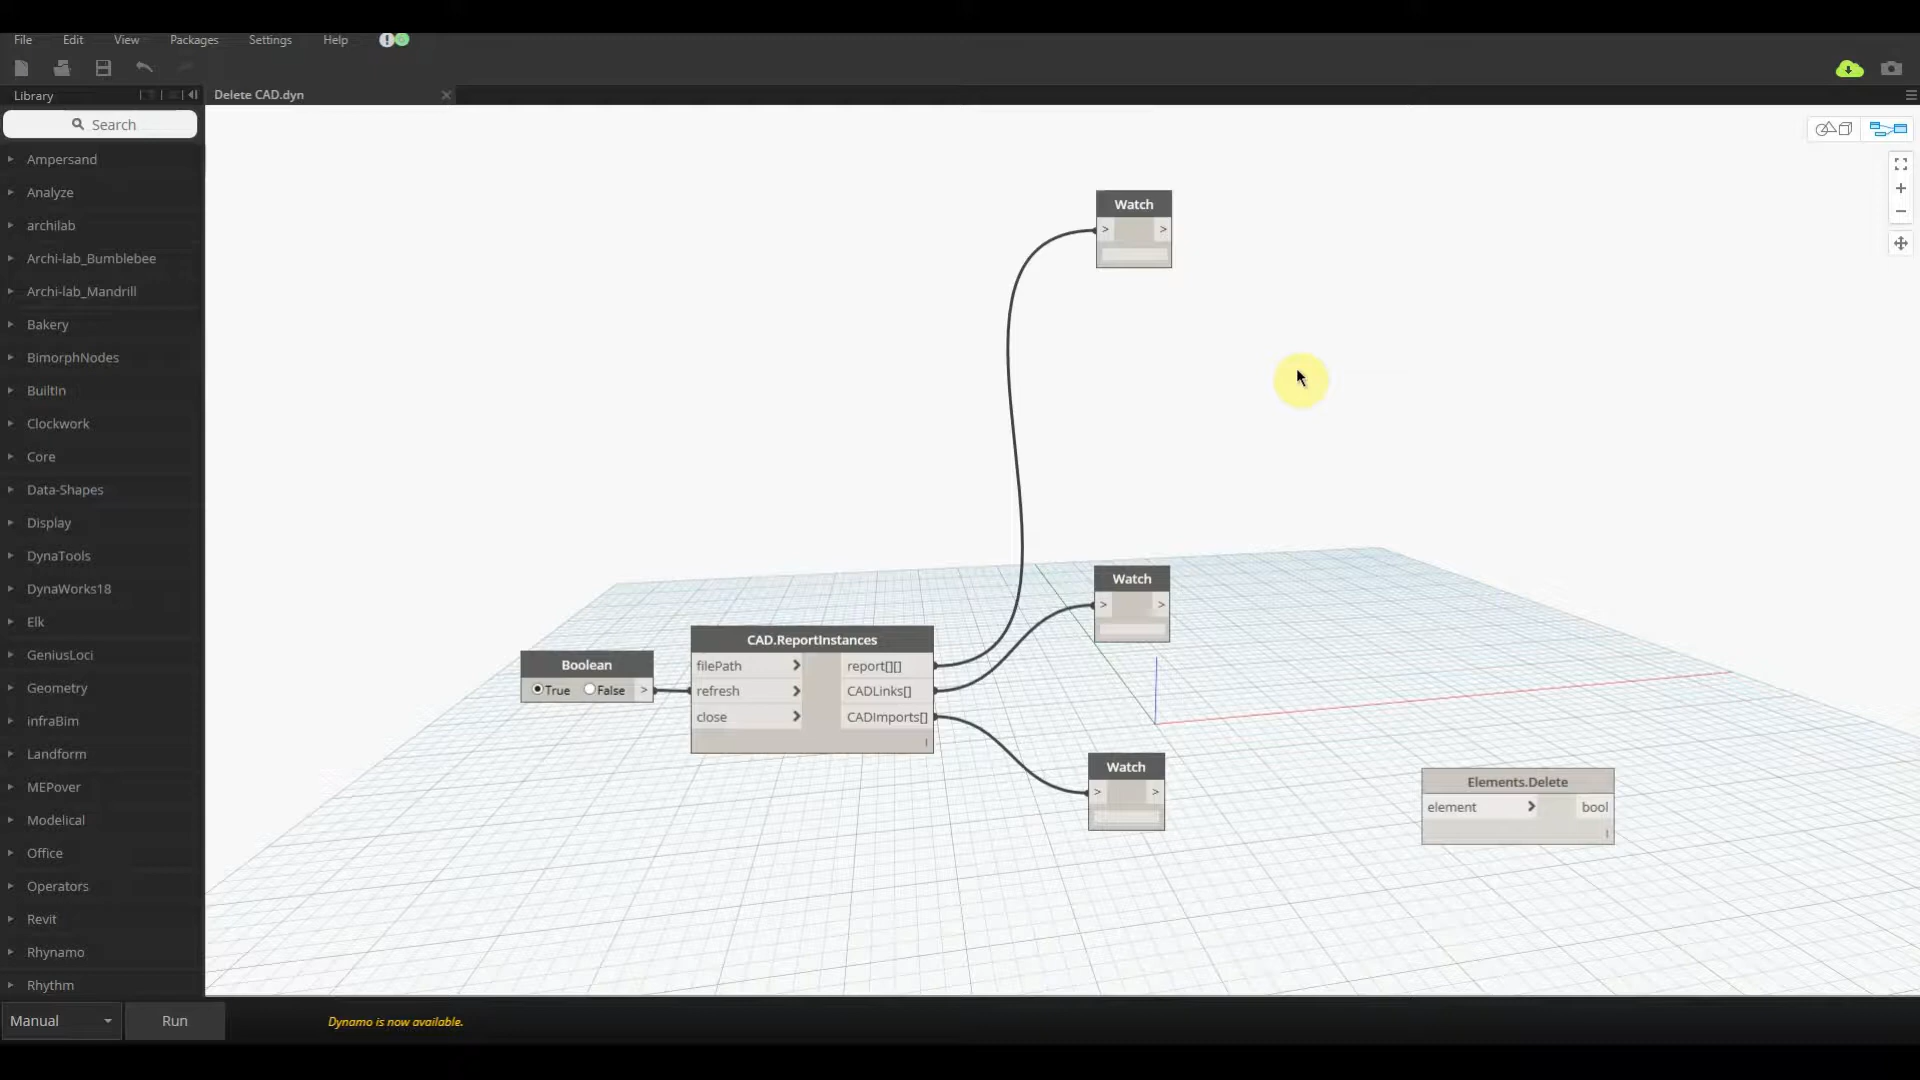 File Edit View Packages Settings Help
Library
Delete CAD.dyn
Search
Ampersand
Analyze
archilab
Archi-lab_Bumblebee
Archi-lab_Mandrill
Bakery
BimorphNodes
BuiltIn
Clockwork
Core
Data-Shapes
Display
DynaTools
DynaWorks18
Elk
GeniusLoci
Geometry
infraBim
Landform
MEPover
Modelical
Office
Operators
Revit
Rhynamo
Rhythm
Watch
> >
Watch
> >
Boolean
True False >
CAD.ReportInstances
filePath report[][]
refresh CADLinks[]
close CADImports[]
Watch
> >
Elements.Delete
element bool
Manual Run Dynamo is now available.